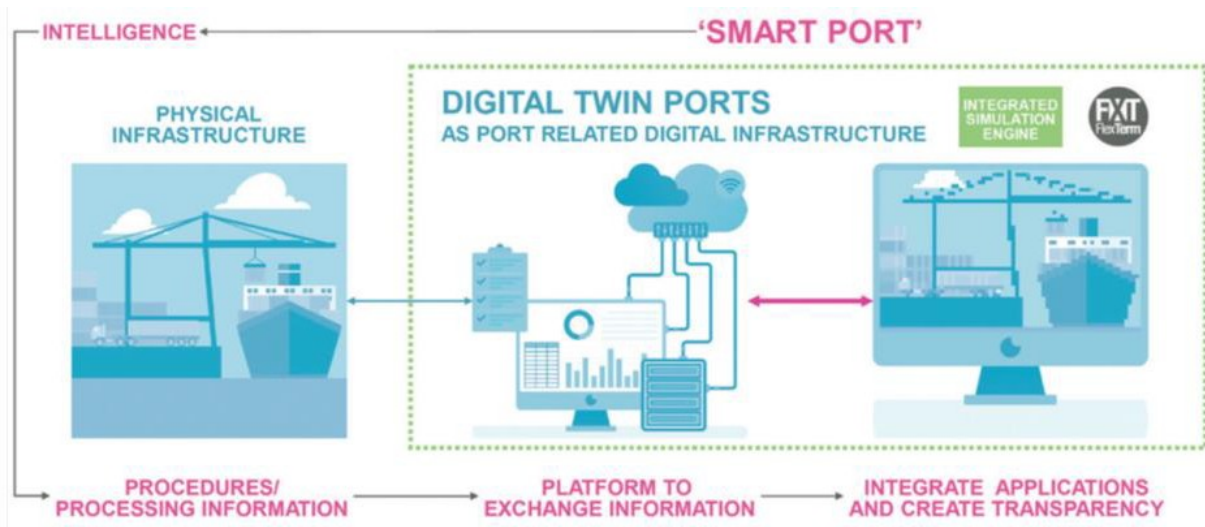 INTELLIGENCE
'SMART PORT'
PHYSICAL
INFRASTRUCTURE
DIGITAL TWIN PORTS
AS PORT RELATED DIGITAL INFRASTRUCTURE
INTEGRATED
SIMULATION
ENGINE
FXIT
FlexTerm
PROCEDURES/
PROCESSING INFORMATION
PLATFORM TO
EXCHANGE INFORMATION
INTEGRATE APPLICATIONS
AND CREATE TRANSPARENCY